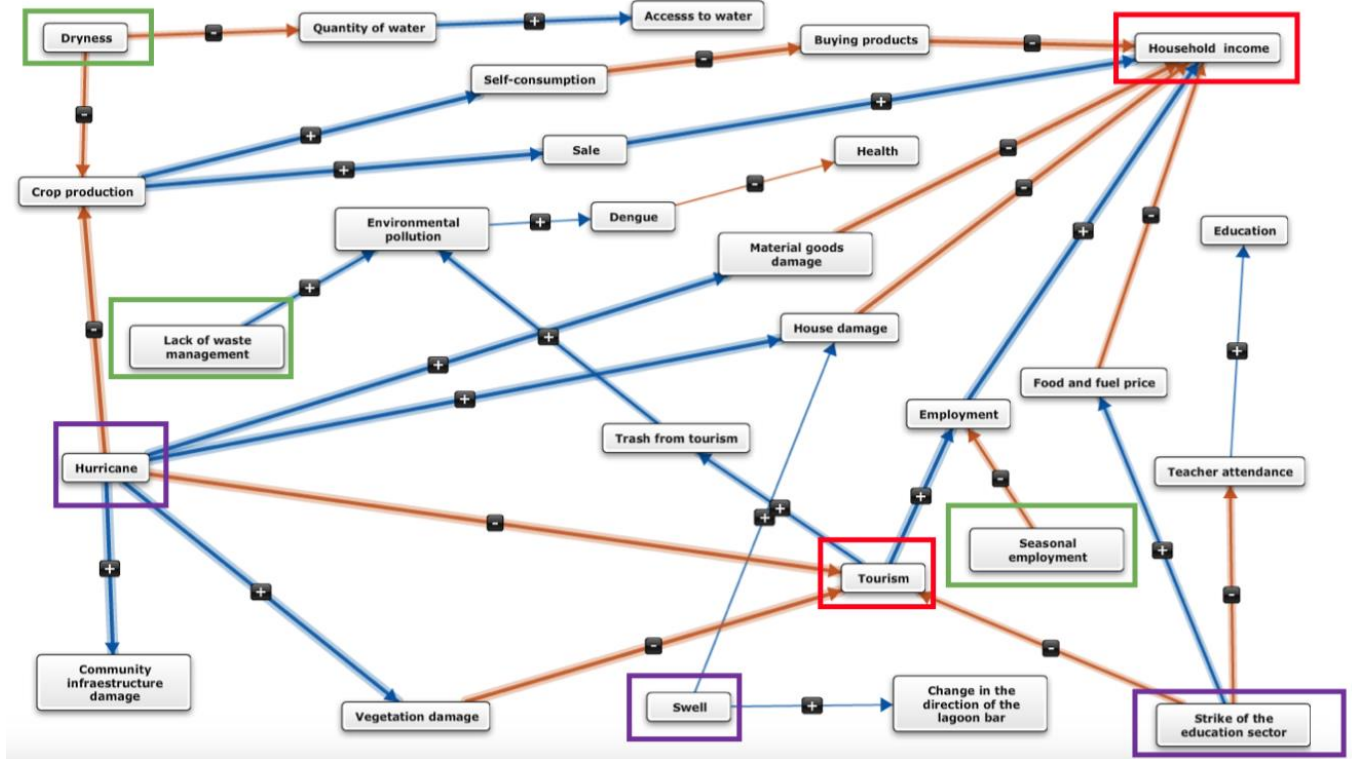 Dryness
-
Quantity of water
+
Accesss to water
Buying products
-
Household income
Self-consumption
-
-
+
+
Sale
+
Health
Crop production
+
-
-
Environmental
pollution
+
Dengue
-
-
+
Education
Material goods
damage
+
-
Lack of waste
management
+
+
House damage
+
+
Food and fuel price
Employment
Trash from tourism
Hurricane
Teacher attendance
-
+
-
+
+
Seasonal
employment
+
+
Tourism
+
-
-
-
Community
infraestructure
damage
Vegetation damage
Swell
+
Change in the
direction of the
lagoon bar
Strike of the
education sector